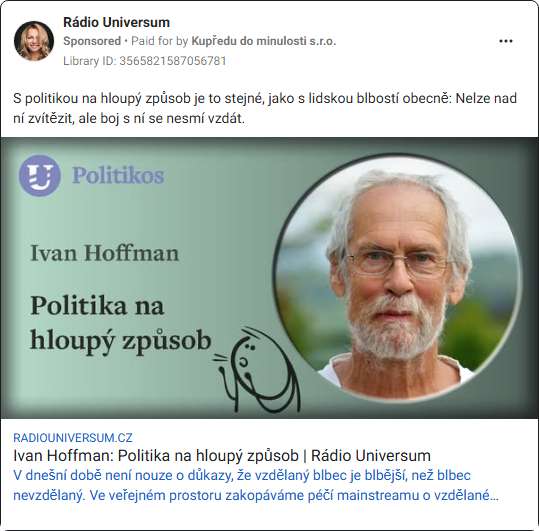 Rádio Universum
Sponsored • Paid for by Kupředu do minulosti s.r.o.
Library ID: 3565821587056781
S politikou na hloupý způsob je to stejné, jako s lidskou blbostí obecně: Nelze nad
ní zvítězit, ale boj s ní se nesmí vzdát.
U Politikos
Ivan Hoffman
Politika na
hloupý způsob
RADIOUNIVERSUM.CZ
Ivan Hoffman: Politika na hloupý způsob | Rádio Universum
V dnešní době není nouze o důkazy, že vzdělaný blbec je blbější, než blbec
nevzdělaný. Ve veřejném prostoru zakopáváme péčí mainstreamu o vzdělané...